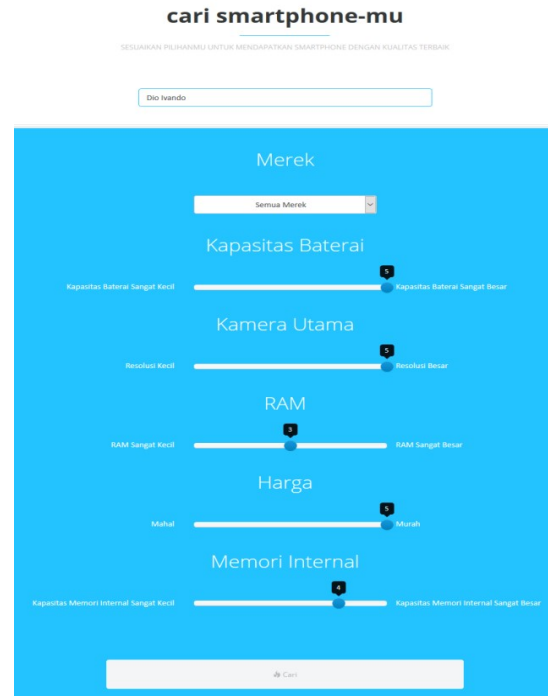 cari smartphone-mu
SESUAIKAN PILIHANMU UNTUK MENDAPATKAN SMARTPHONE DENGAN KUALITAS TERBAIK
Dio Ivando
Merek
Semua Merek
Kapasitas Baterai
5
Kapasitas Baterai Sangat Kecil Kapasitas Baterai Sangat Besar
Kamera Utama
5
Resolusi Kecil Resolusi Besar
RAM
3
RAM Sangat Kecil RAM Sangat Besar
Harga
5
Mahal Murah
Memori Internal
4
Kapasitas Memori Internal Sangat Kecil Kapasitas Memori Internal Sangat Besar
Cari